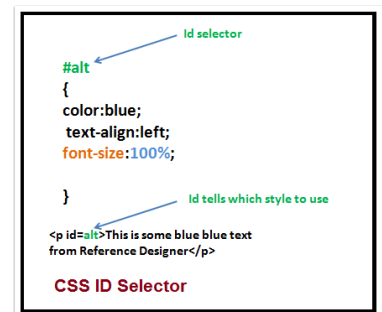 Id selector
#alt
{
color:blue;
text-align:left;
font-size:100%;
}
Id tells which style to use
<p id=alt>This is some blue blue text
from Reference Designer</p>
CSS ID Selector